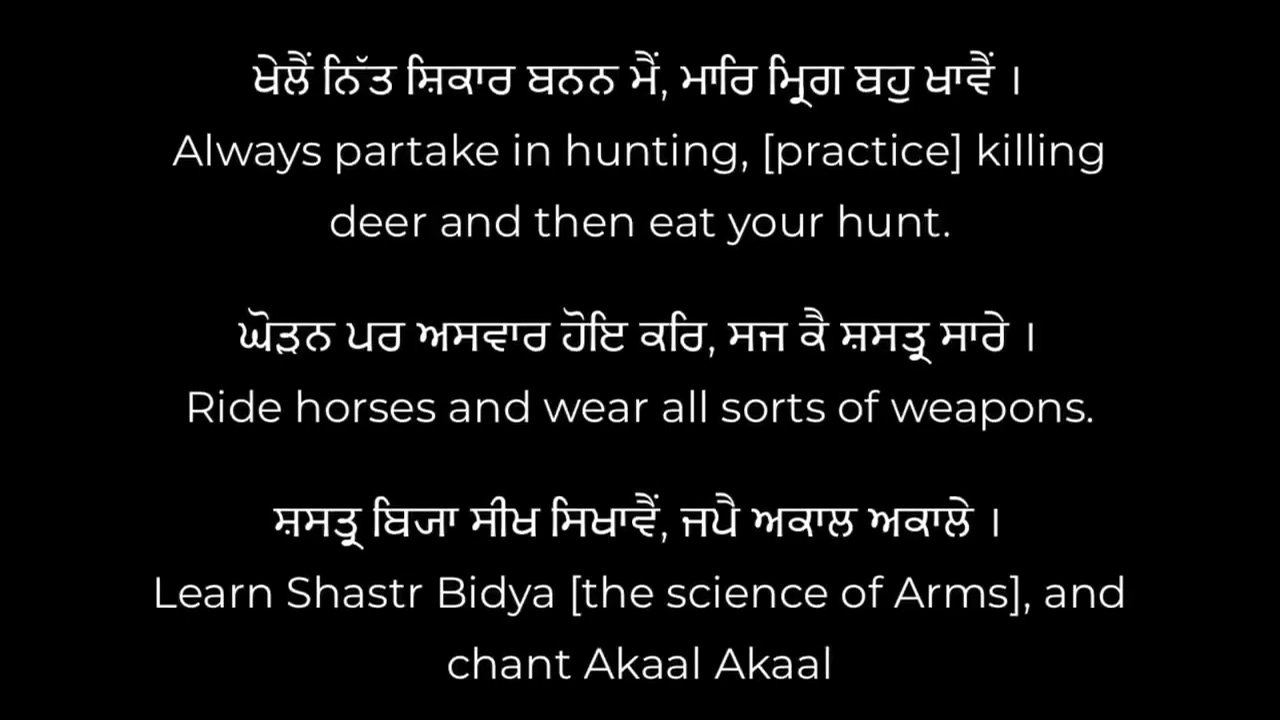 ਖੇਲੈਂ ਨਿੱਤ ਸ਼ਿਕਾਰ ਬਨਨ ਮੈਂ, ਮਾਰਿ ਮ੍ਰਿਗ ਬਹੁ ਖਾਵੈਂ ।
Always partake in hunting, [practice] killing
deer and then eat your hunt.
ਘੋੜਨ ਪਰ ਅਸਵਾਰ ਹੋਇ ਕਰਿ, ਸਜ ਕੈ ਸ਼ਸਤ੍ਰ ਸਾਰੇ ।
Ride horses and wear all sorts of weapons.
ਸ਼ਸਤ੍ਰ ਬਿਦ੍ਯਾ ਸੀਖ ਸਿਖਾਵੈਂ, ਜਪੈ ਅਕਾਲ ਅਕਾਲੇ ।
Learn Shastr Bidya [the science of Arms], and
chant Akaal Akaal